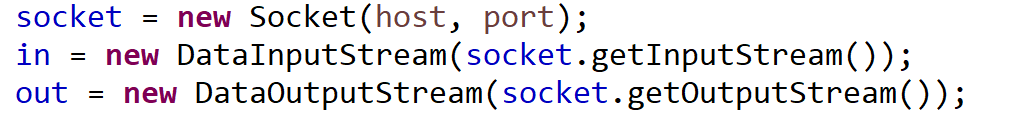 socket = new Socket(host, port);
in = new DataInputStream(socket.getInputStream());
out = new DataOutputStream(socket.getOutputStream());